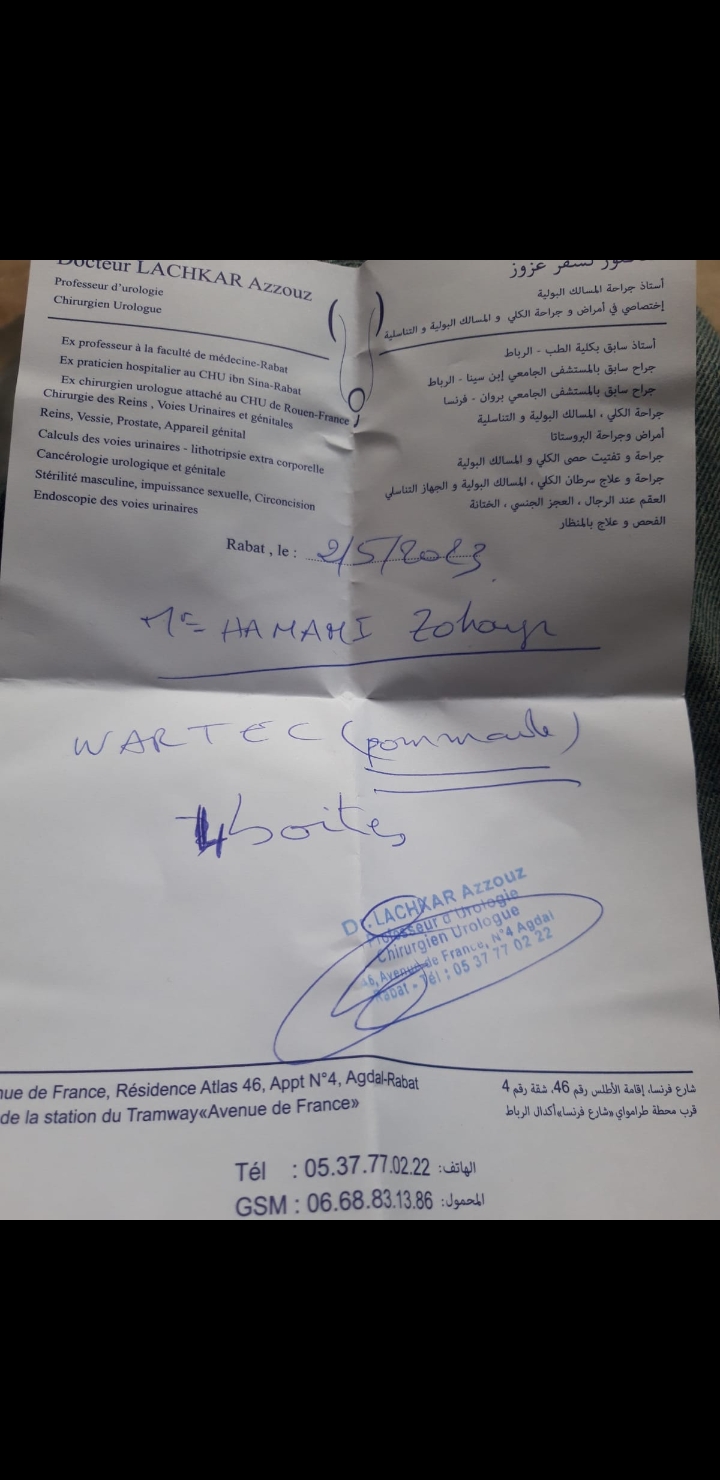 Docteur LACHKAR Azzouz
Professeur d'urologie
Chirurgien Urologue
Ex professeur à la faculté de médecine-Rabat
Ex praticien hospitalier au CHU ibn Sina-Rabat
Ex chirurgien urologue attaché au CHU de Rouen-France
Chirurgie des Reins , Voies Urinaires et génitales
Reins, Vessie, Prostate, Appareil génital
Calculs des voies urinaires - lithotripsie extra corporelle
Cancérologie urologique et génitale
Stérilité masculine, impuissance sexuelle, Circoncision
Endoscopie des voies urinaires
لشقر عزوز
أستاذ جراحة المسالك البولية
إختصاصي في أمراض و جراحة الكلي و المسالك البولية و التناسلية
أستاذ سابق بكلية الطب - الرباط
جراح سابق بالمستشفى الجامعي إبن سينا - الرباط
جراح سابق بالمستشفى الجامعي بروان - فرنسا
جراحة الكلي ، المسالك البولية و التناسلية
أمراض وجراحة البروستاتا
جراحة و تفتيت حصى الكلي و المسالك البولية
جراحة و علاج سرطان الكلي ، المسالك البولية و الجهاز التناسلي
العقم عند الرجال ، العجز الجنسي ، الختانة
الفحص و علاج بالمنظار
Rabat , le : 2/5/2023
Mr HAMAMI Zohayr
WARTEC (pommade)
4 boites
Dr. LACHKAR Azzouz
Professeur d'Urologie
Chirurgien Urologue
46, Avenue de France, N°4 Agdal
Rabat - Tél : 05 37 77 02 22
de France, Résidence Atlas 46, Appt N°4, Agdal-Rabat
de la station du Tramway«Avenue de France»
شارع فرنسا، إقامة الأطلس رقم 46، شقة رقم 4
قرب محطة طرامواي «شارع فرنسا» أكدال الرباط
Tél : 05.37.77.02.22 الهاتف:
GSM : 06.68.83.13.86 المحمول: